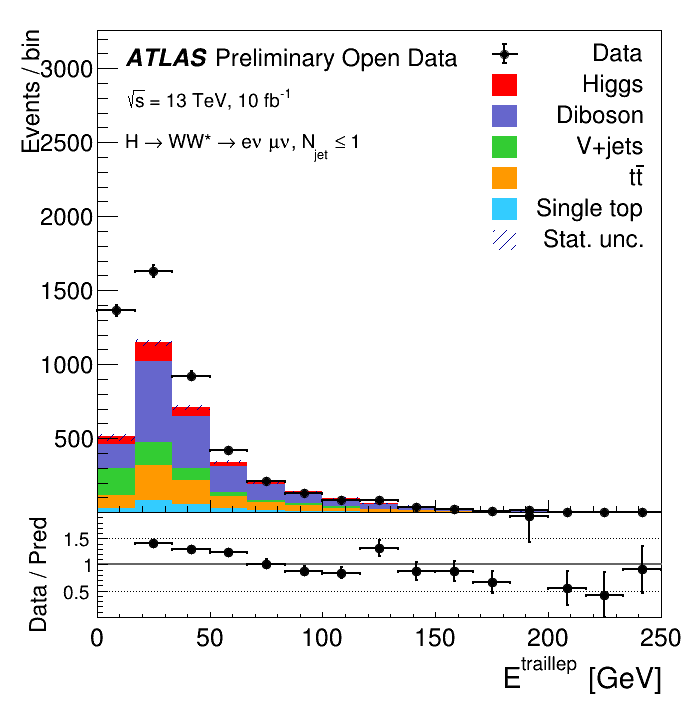 ATLAS Preliminary Open Data
√s = 13 TeV, 10 fb⁻¹
H → WW* → eν μν, N_jet ≤ 1
Data
Higgs
Diboson
V+jets
tt̄
Single top
Stat. unc.
Events / bin
3000
2500
2000
1500
1000
500
Data / Pred
1.5
1
0.5
0 50 100 150 200 250
E^traillep [GeV]